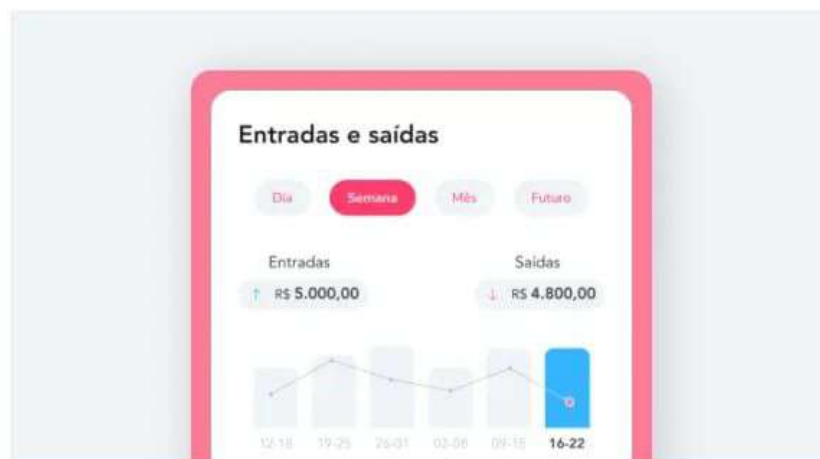 Entradas e saídas
Dia Semana Mês Futuro
Entradas Saídas
↑ R$ 5.000,00 ↓ R$ 4.800,00
12-18 19-25 26-01 02-08 09-15 16-22